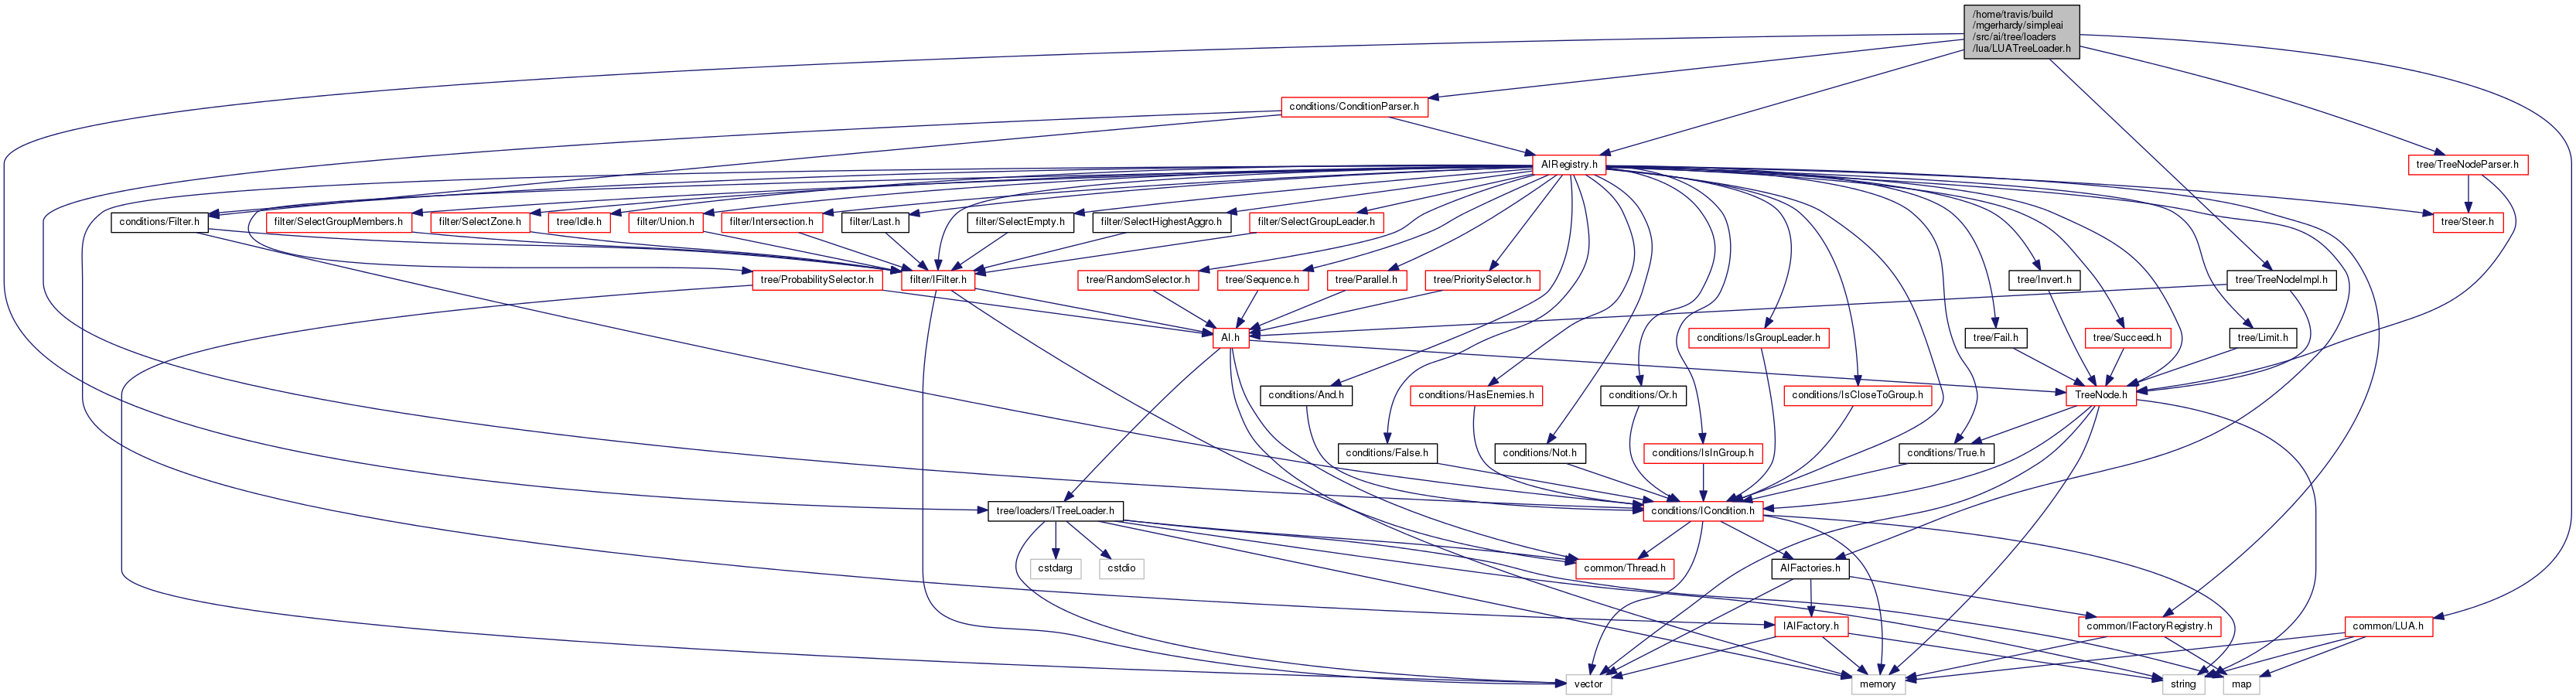 /home/travis/build
/mgerhardy/simpleai
/src/ai/tree/loaders
/lua/LUATreeLoader.h
conditions/ConditionParser.h
AIRegistry.h
tree/TreeNodeParser.h
conditions/Filter.h
filter/SelectGroupMembers.h
filter/SelectZone.h
tree/Idle.h
filter/Union.h
filter/Intersection.h
filter/Last.h
filter/SelectEmpty.h
filter/SelectHighestAggro.h
filter/SelectGroupLeader.h
tree/Steer.h
tree/ProbabilitySelector.h
filter/IFilter.h
tree/RandomSelector.h
tree/Sequence.h
tree/Parallel.h
tree/PrioritySelector.h
tree/Invert.h
tree/TreeNodeImpl.h
AI.h
conditions/IsGroupLeader.h
tree/Fail.h
tree/Succeed.h
tree/Limit.h
conditions/And.h
conditions/HasEnemies.h
conditions/Or.h
conditions/IsCloseToGroup.h
TreeNode.h
conditions/False.h
conditions/Not.h
conditions/IsInGroup.h
conditions/True.h
tree/loaders/ITreeLoader.h
conditions/ICondition.h
cstdarg
cstdio
common/Thread.h
AIFactories.h
IAIFactory.h
common/IFactoryRegistry.h
common/LUA.h
vector
memory
string
map